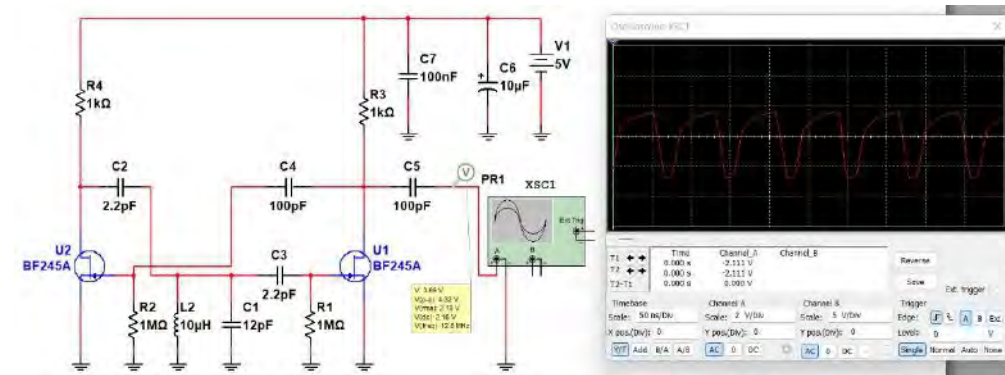 R4
1kΩ
C2
2.2pF
U2
BF245A
R2
1MΩ
L2
10μH
C1
12pF
C4
100pF
C3
2.2pF
R1
1MΩ
R3
1kΩ
C7
100nF
C6
10μF
V1
5V
C5
100pF
U1
BF245A
V
PR1
XSC1
Ext Trig
A
B
Oscilloscope-XSC1
T1
T2
T2-T1
Time
0.000 s
0.000 s
0.000 s
Channel_A
-2.111 V
-2.111 V
0.000 V
Channel_B
Reverse
Save
Ext. trigger
Timebase
Scale: 50 ns/Div
X pos.(Div): 0
Y/T Add B/A A/B
Channel A
Scale: 2 V/Div
Y pos.(Div): 0
AC 0 DC
Channel B
Scale: 5 V/Div
Y pos.(Div): 0
AC 0 DC
Trigger
Edge: A B Ext
Level: 0 V
Single Normal Auto None